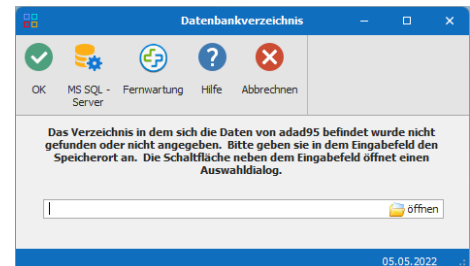 Datenbankverzeichnis
OK
MS SQL -
Server
Fernwartung
Hilfe
Abbrechnen
Das Verzeichnis in dem sich die Daten von adad95 befindet wurde nicht
gefunden oder nicht angegeben. Bitte geben sie in dem Eingabefeld den
Speicherort an. Die Schaltfläche neben dem Eingabefeld öffnet einen
Auswahldialog.
öffnen
05.05.2022